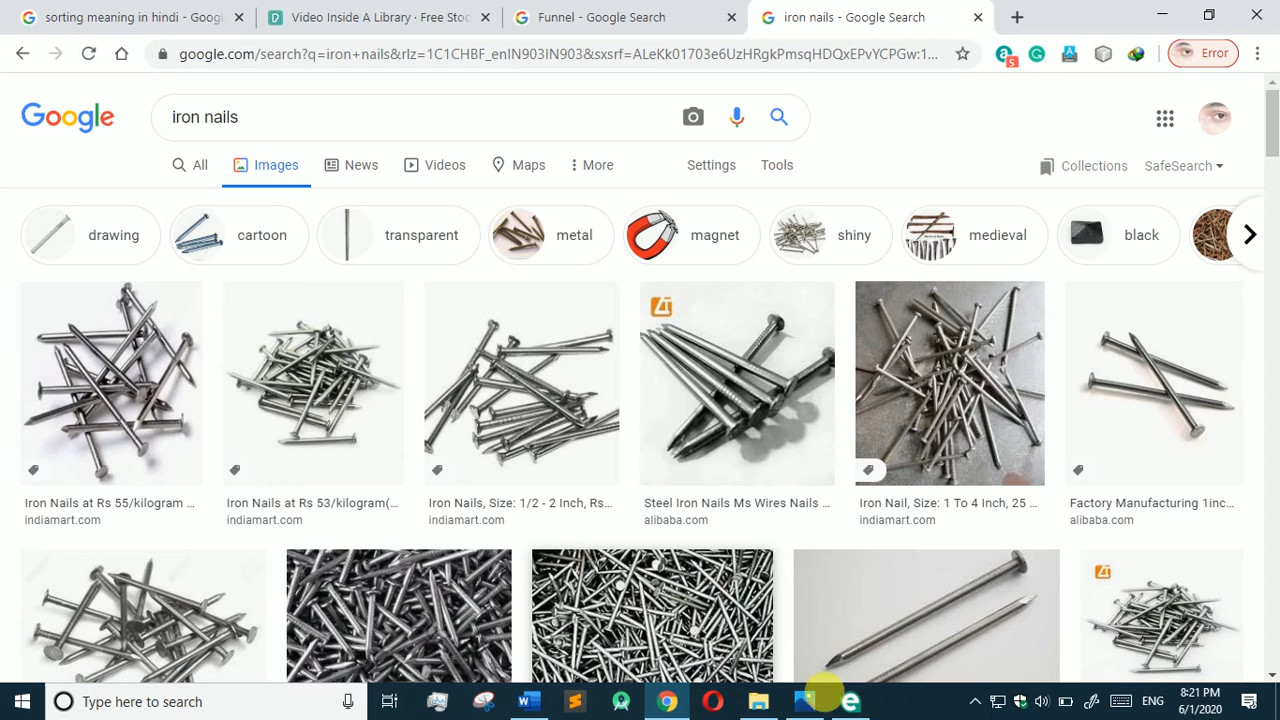 sorting meaning in hindi - Goog
Video Inside A Library · Free Stoc
Funnel - Google Search
iron nails - Google Search
google.com/search?q=iron+nails&rlz=1C1CHBF_enIN903IN903&sxsrf=ALeKk01703e6UzHRgkPmsqHDQxEPvYCPGw:1...
5
Error
Google
iron nails
All
Images
News
Videos
Maps
More
Settings
Tools
Collections
SafeSearch
drawing
cartoon
transparent
metal
magnet
shiny
medieval
black
Iron Nails at Rs 55/kilogram ...
indiamart.com
Iron Nails at Rs 53/kilogram(...
indiamart.com
Iron Nails, Size: 1/2 - 2 Inch, Rs...
indiamart.com
Steel Iron Nails Ms Wires Nails ...
alibaba.com
Iron Nail, Size: 1 To 4 Inch, 25 ...
indiamart.com
Factory Manufacturing 1inc...
alibaba.com
Type here to search
ENG
8:21 PM
6/1/2020